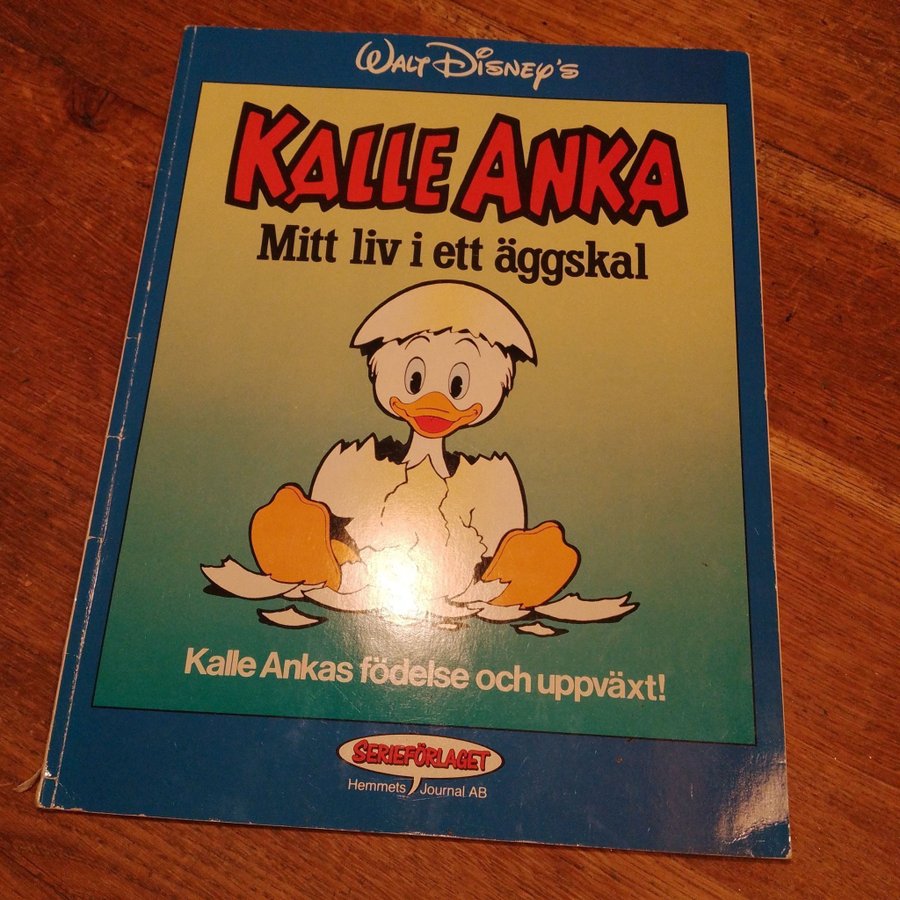 Walt Disney's
KALLE ANKA
Mitt liv i ett äggskal
Kalle Ankas födelse och uppväxt!
SERIEFÖRLAGET
Hemmets Journal AB